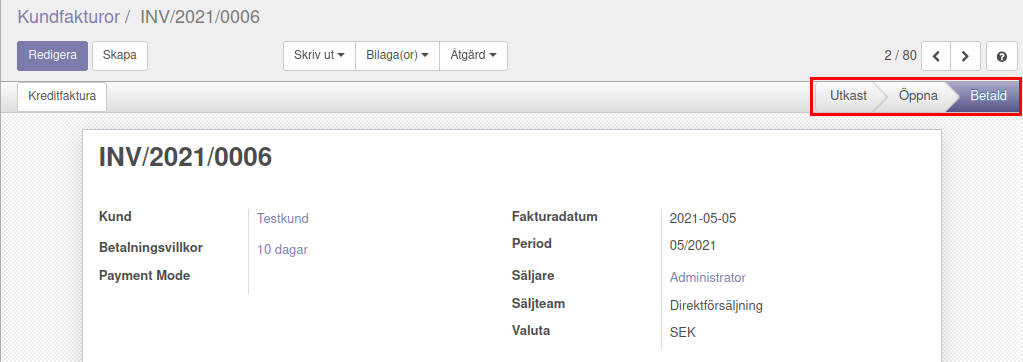 Kundfakturor / INV/2021/0006
Redigera Skapa Skriv ut Bilaga(or) Åtgärd 2 / 80
Kreditfaktura Utkast Öppna Betald
INV/2021/0006
Kund Testkund Fakturadatum 2021-05-05
Betalningsvillkor 10 dagar Period 05/2021
Payment Mode Säljare Administrator
Säljteam Direktförsäljning
Valuta SEK